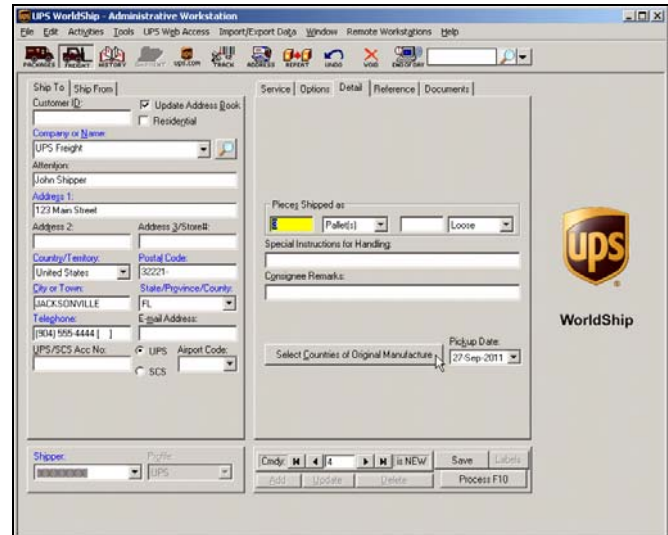 UPS WorldShip - Administrative Workstation
File Edit Activities Tools UPS Web Access Import/Export Data Window Remote Workstations Help
PACKAGES FREIGHT HISTORY UPS.COM TRACK ADDRESS REPEAT UNDO VOID END OF DAY
Ship To Ship From
Customer ID:
Update Address Book
Residential
Company or Name:
UPS Freight
Attention:
John Shipper
Address 1:
123 Main Street
Address 2: Address 3/Store#:
Country/Territory: Postal Code:
United States 32221-
City or Town: State/Province/County:
JACKSONVILLE FL
Telephone: E-mail Address:
(904) 555-4444 [ ]
UPS/SCS Acc No: UPS Airport Code:
SCS
Shipper: Profile
UPS
Service Options Detail Reference Documents
Pieces Shipped as
Pallet(s) Loose
Special Instructions for Handling:
Consignee Remarks:
Pickup Date:
Select Countries of Original Manufacture 27-Sep-2011
Cmdy: 4 is NEW Save Labels
Add Update Delete Process F10
ups
WorldShip